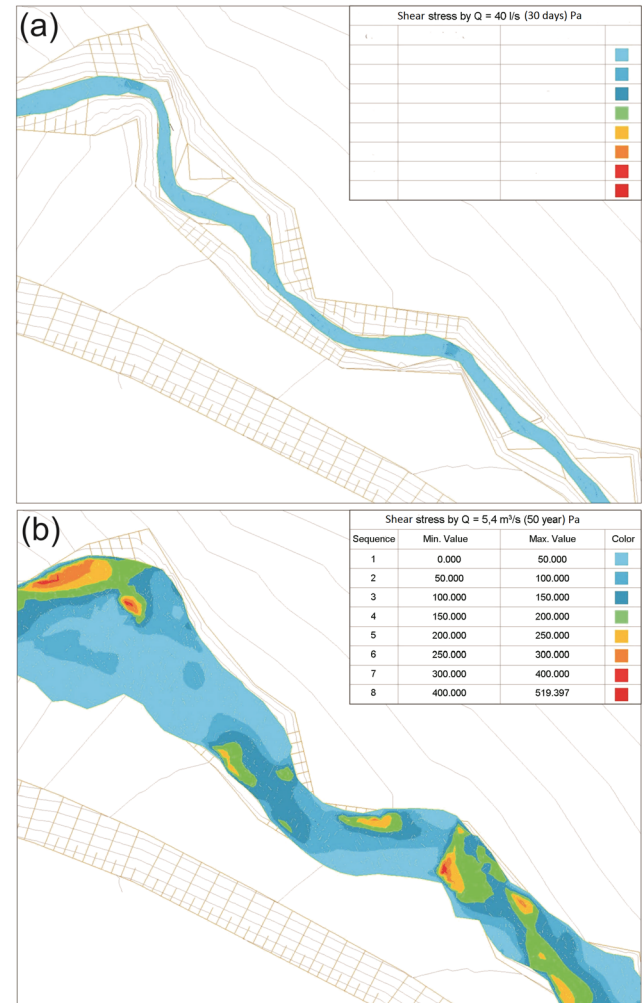 (a)
Shear stress by Q = 40 l/s (30 days) Pa
(b)
Shear stress by Q = 5,4 m³/s (50 year) Pa
Sequence Min. Value Max. Value Color
1 0.000 50.000
2 50.000 100.000
3 100.000 150.000
4 150.000 200.000
5 200.000 250.000
6 250.000 300.000
7 300.000 400.000
8 400.000 519.397